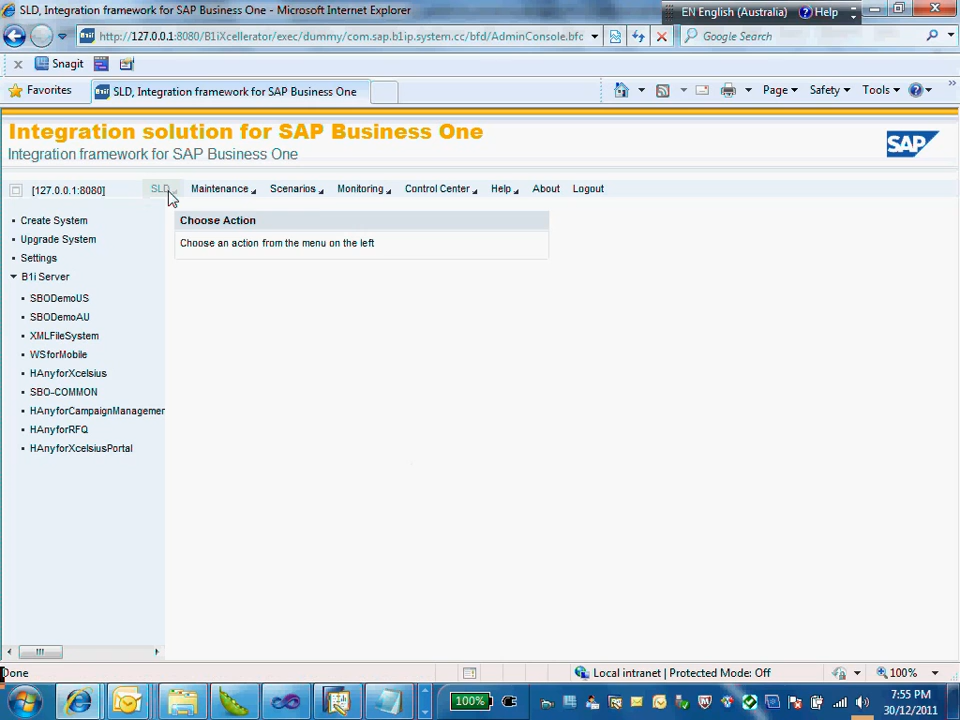 SLD, Integration framework for SAP Business One - Microsoft Internet Explorer
EN English (Australia) Help
http://127.0.0.1:8080/B1iXcellerator/exec/dummy/com.sap.b1ip.system.cc/bfd/AdminConsole.bfc
Google Search
Snagit
Favorites
SLD, Integration framework for SAP Business One
Page Safety Tools
Integration solution for SAP Business One
Integration framework for SAP Business One
SAP
[127.0.0.1:8080]
SLD Maintenance Scenarios Monitoring Control Center Help About Logout
Create System
Upgrade System
Settings
B1i Server
SBODemoUS
SBODemoAU
XMLFileSystem
WSforMobile
HAnyforXcelsius
SBO-COMMON
HAnyforCampaignManagemen
HAnyforRFQ
HAnyforXcelsiusPortal
Choose Action
Choose an action from the menu on the left
Done
Local intranet | Protected Mode: Off
100%
100%
7:55 PM
30/12/2011